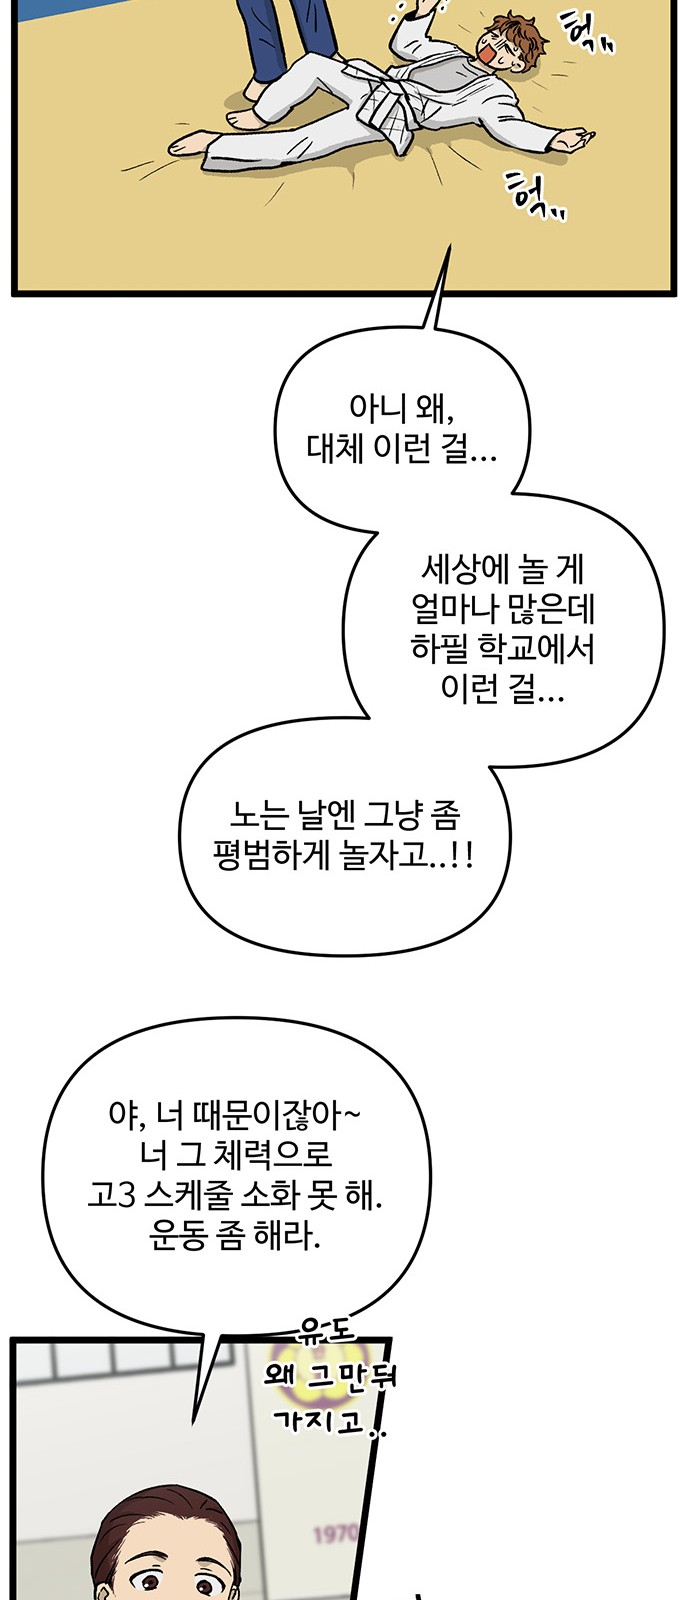 헉,,
헉,,
아니 왜,
대체 이런 걸...
세상에 놀 게
얼마나 많은데
하필 학교에서
이런 걸...
노는 날엔 그냥 좀
평범하게 놀자고..!!
야, 너 때문이잖아~
너 그 체력으로
고3 스케줄 소화 못 해.
운동 좀 해라.
유도
왜 그만둬
가지고..
1970